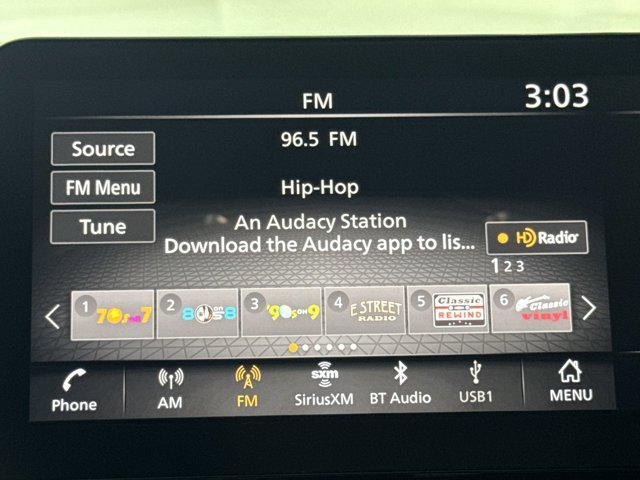 FM 3:03
Source
96.5 FM
FM Menu
Hip-Hop
Tune
An Audacy Station
Download the Audacy app to lis...
HD Radio
1 2 3
1 70s on 7
2 80s on 8
3 '90s ON 9
4 E STREET RADIO
5 Classic REWIND
6 Classic vinyl
Phone
AM
FM
sxm
SiriusXM
BT Audio
USB1
MENU